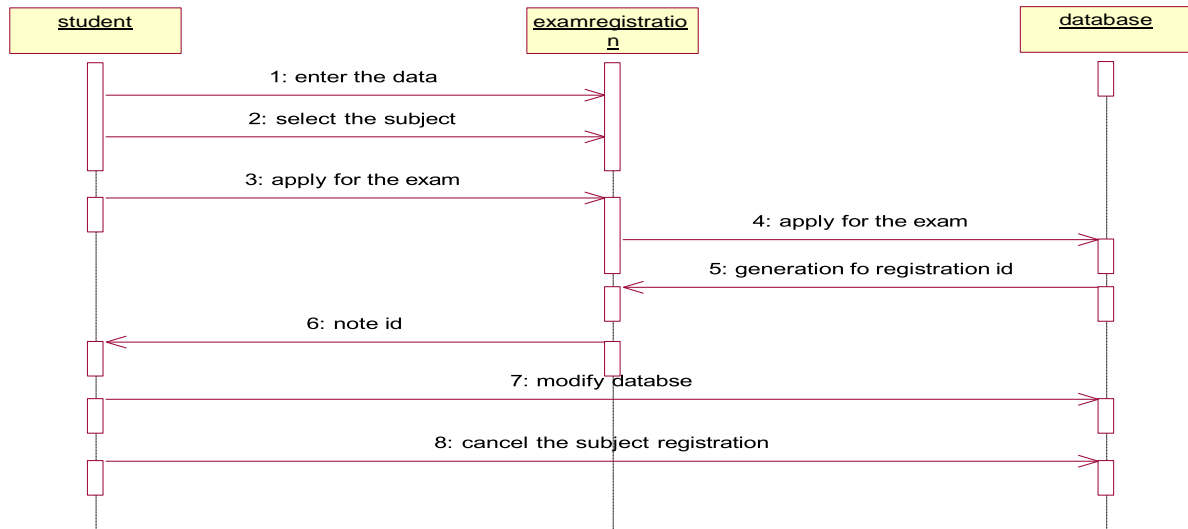 student
examregistratio
n
database
1: enter the data
2: select the subject
3: apply for the exam
4: apply for the exam
5: generation fo registration id
6: note id
7: modify databse
8: cancel the subject registration